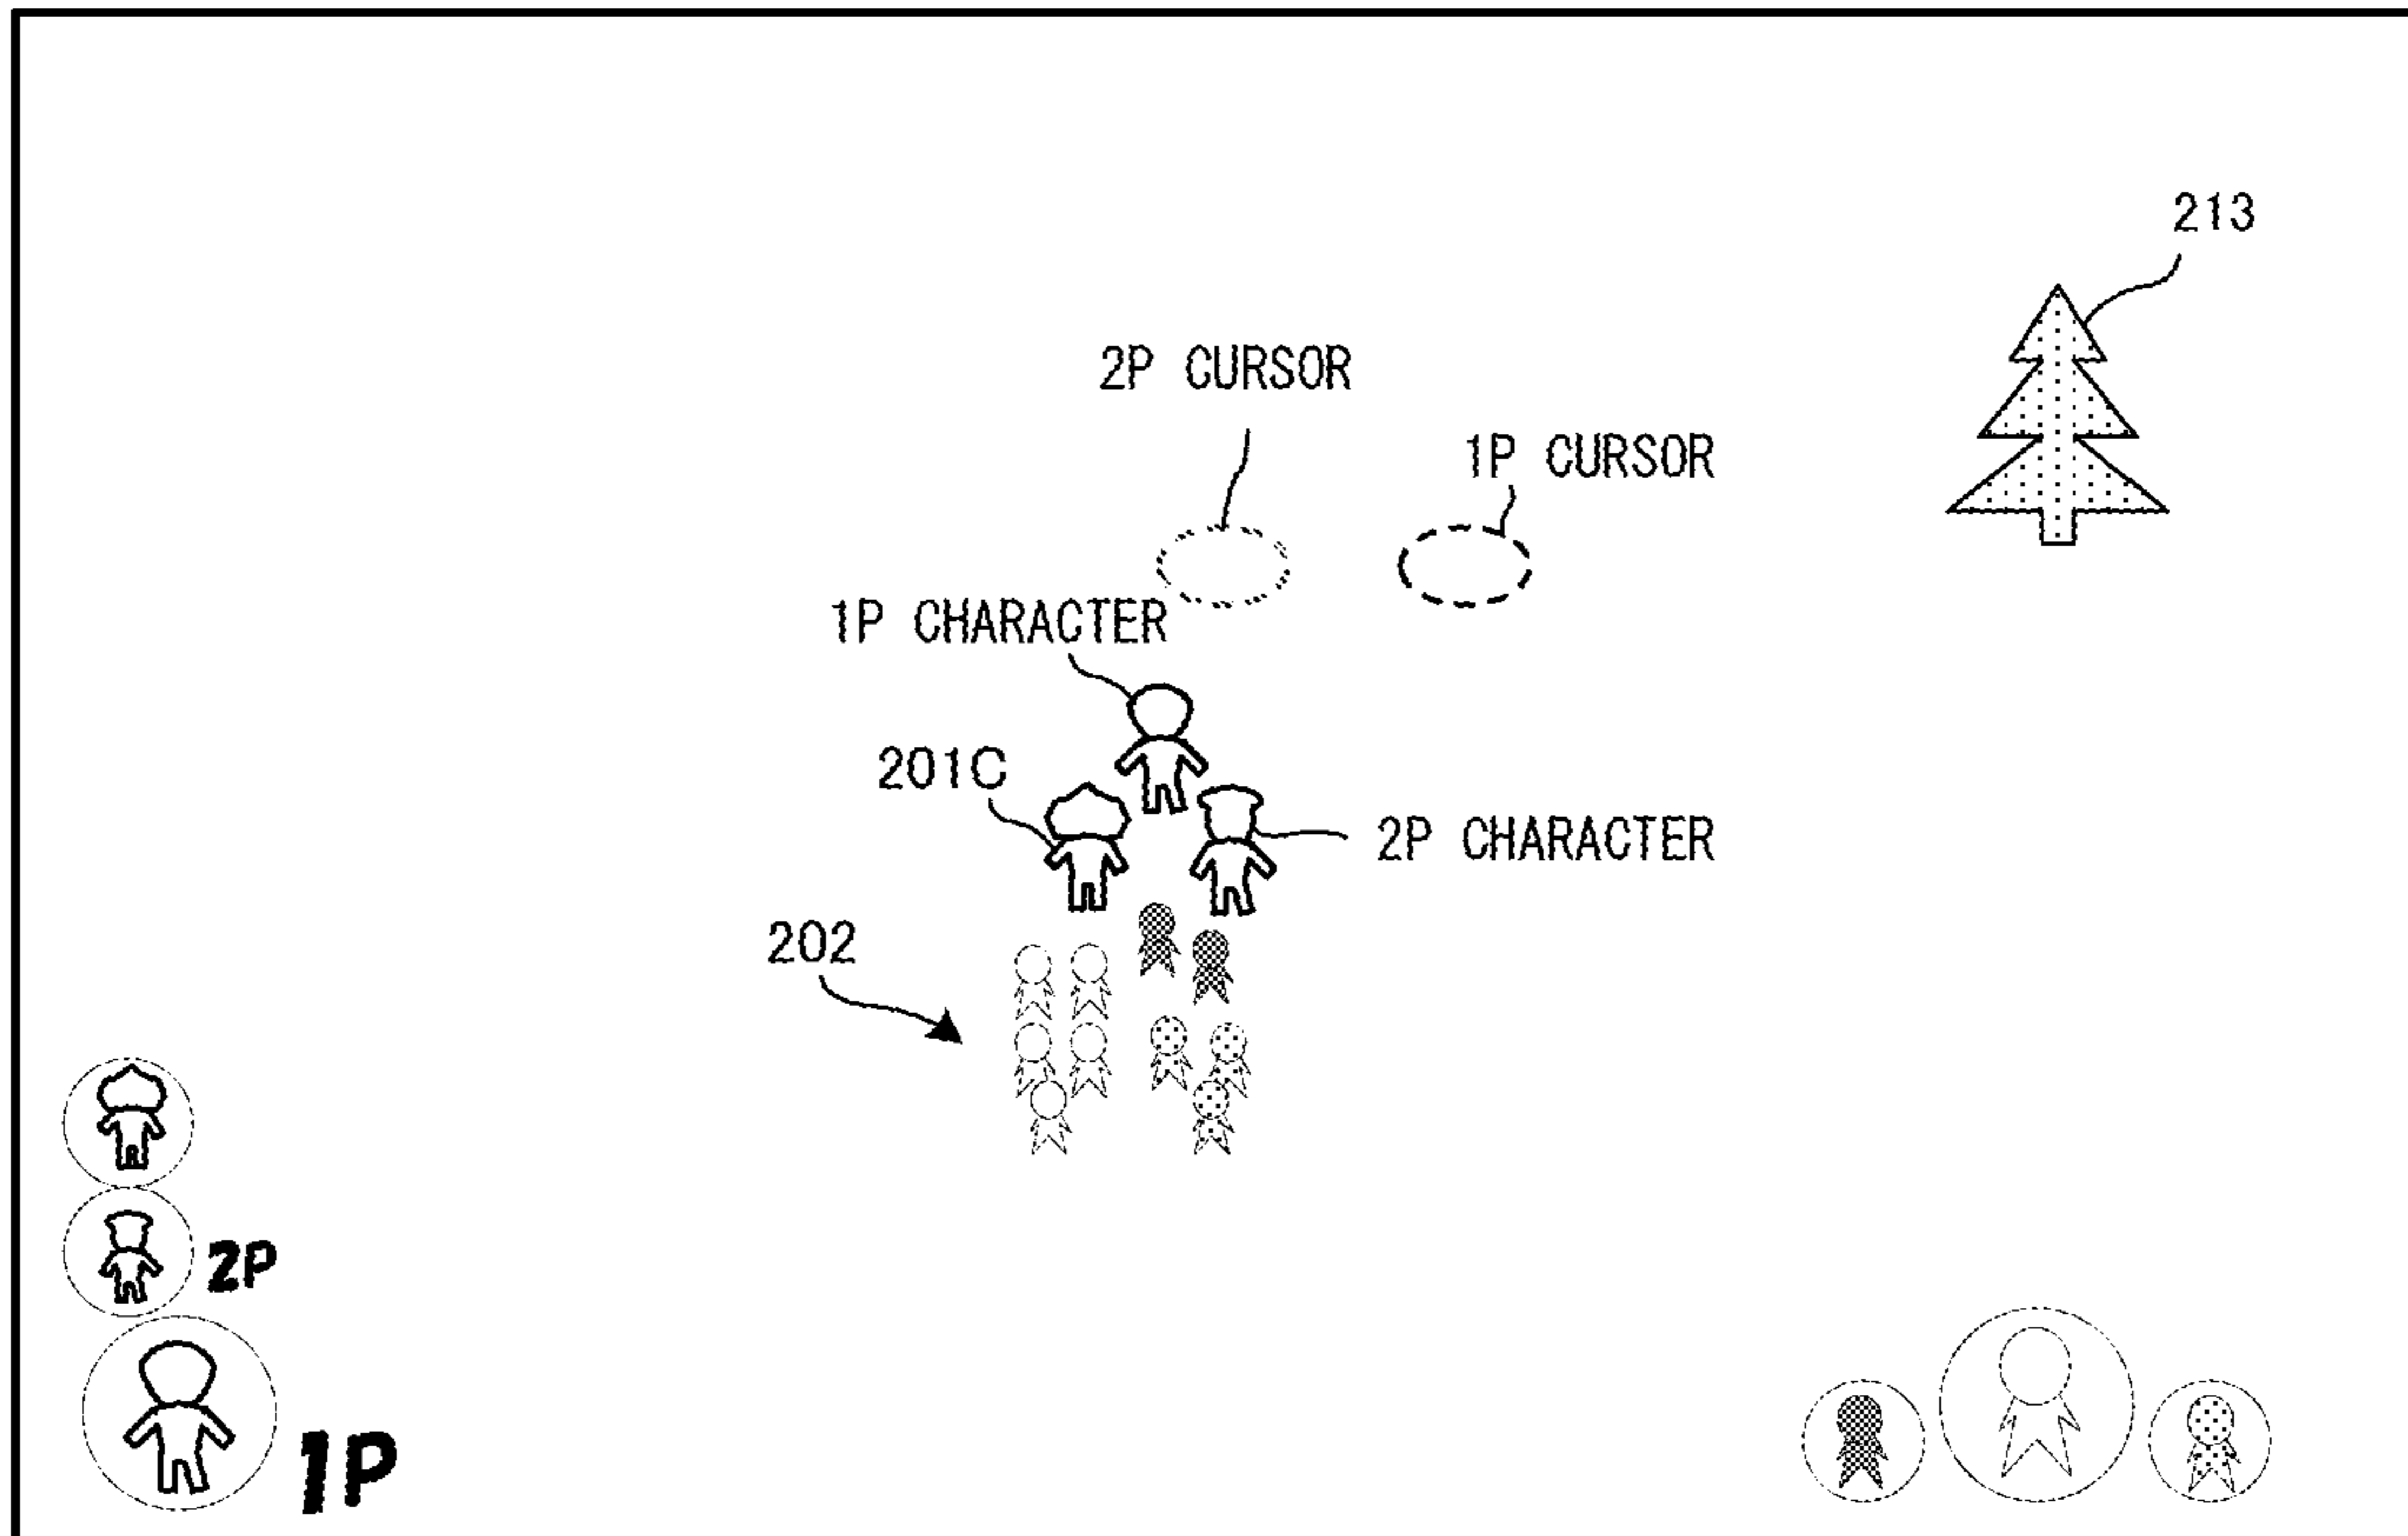 213
2P CURSOR
1P CURSOR
1P CHARACTER
201C
2P CHARACTER
202
2P
1P